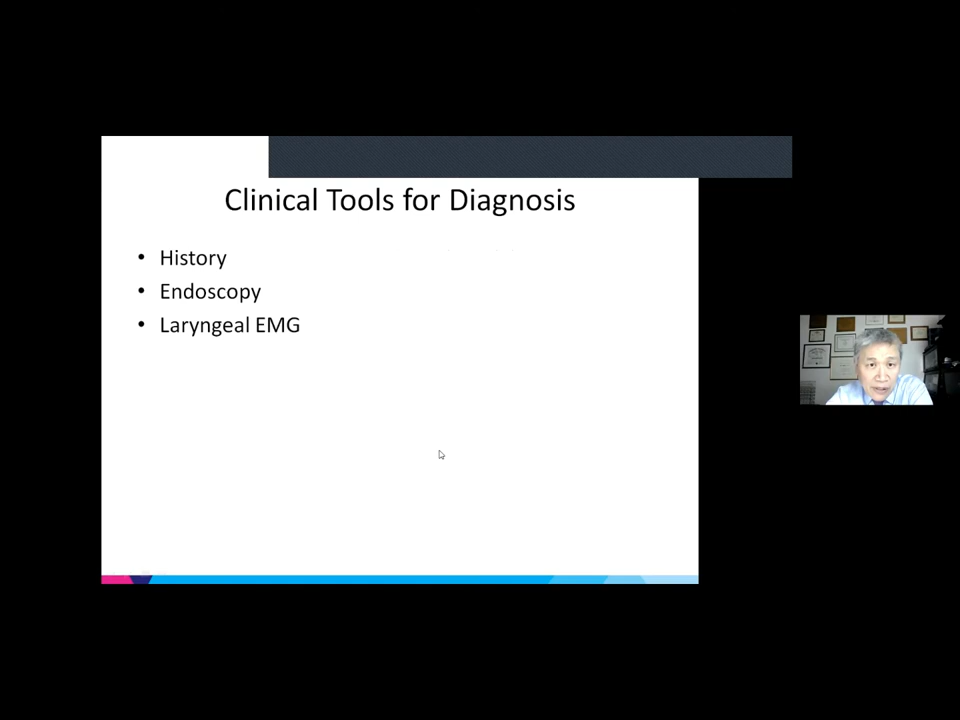 Clinical Tools for Diagnosis
• History
• Endoscopy
• Laryngeal EMG